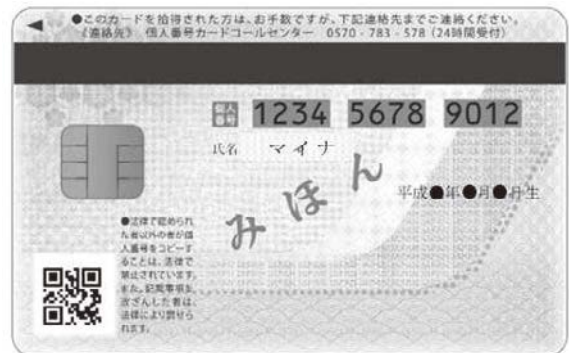 ●このカードを拾得された方は、お手数ですが、下記連絡先までご連絡ください。
《連絡先》 個人番号カードコールセンター 0570-783-578（24時間受付）
個人番号 1234 5678 9012
氏名 マイナ
平成●年●月●日生
みほん
●法律で認められ
た者以外の者が個
人番号をコピーす
ることは、法律で
禁止されています。
また、記載事項を
改ざんした者は、
法律により罰せら
れます。